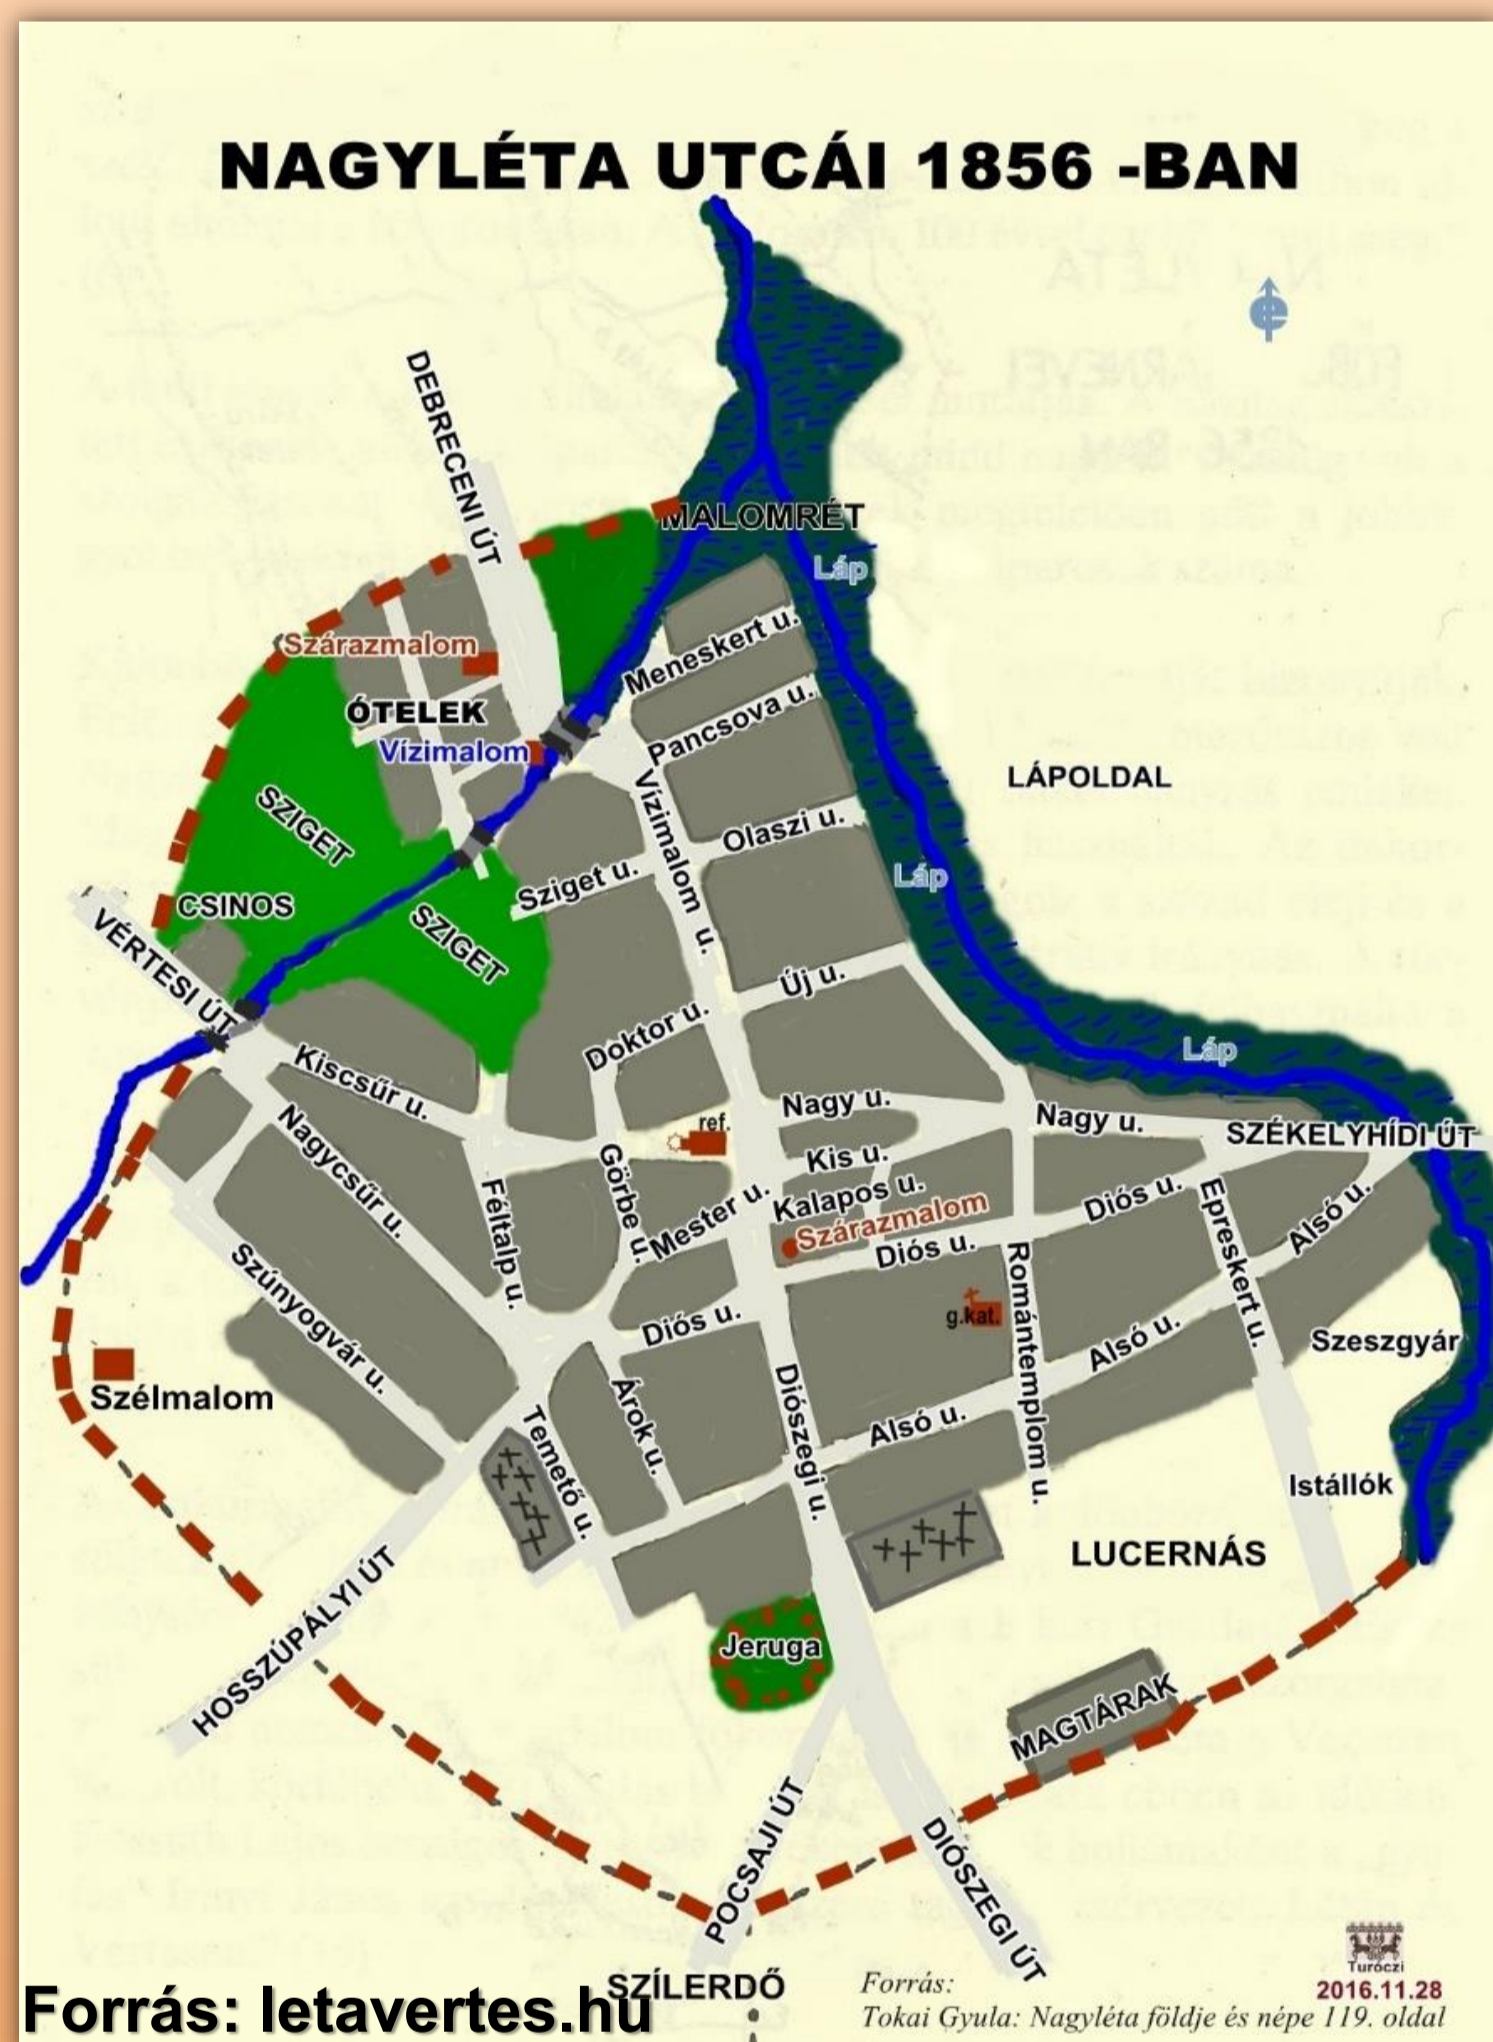 NAGYLÉTA UTCÁI 1856 -BAN
DEBRECENI ÚT
MALOMRÉT
Láp
Szárazmalom
Meneskert u.
ÓTELEK
Pancsova u.
Vízimalom
LÁPOLDAL
SZIGET
Vízimalom u.
Olaszi u.
Láp
Sziget u.
CSINOS
SZIGET
VÉRTESI ÚT
Új u.
Doktor u.
Láp
Kiscsűr u.
Nagy u.
Nagy u.
SZÉKELYHÍDI ÚT
ref.
Nagycsűr u.
Görbe u.
Kis u.
Féltalp u.
Mester u.
Kalapos u.
Szárazmalom
Diós u.
Epreskert u.
Alsó u.
Diós u.
Szúnyogvár u.
Romántemplom u.
g.kat.
Diós u.
Alsó u.
Szeszgyár
Szélmalom
Árok u.
Diószegi u.
Temető u.
Alsó u.
Istállók
LUCERNÁS
HOSSZÚPÁLYI ÚT
Jeruga
MAGTÁRAK
POCSAJI ÚT
DIÓSZEGI ÚT
SZÍLERDŐ
Turóczi
2016.11.28
Forrás:
Tokai Gyula: Nagyléta földje és népe 119. oldal
Forrás: letavertes.hu